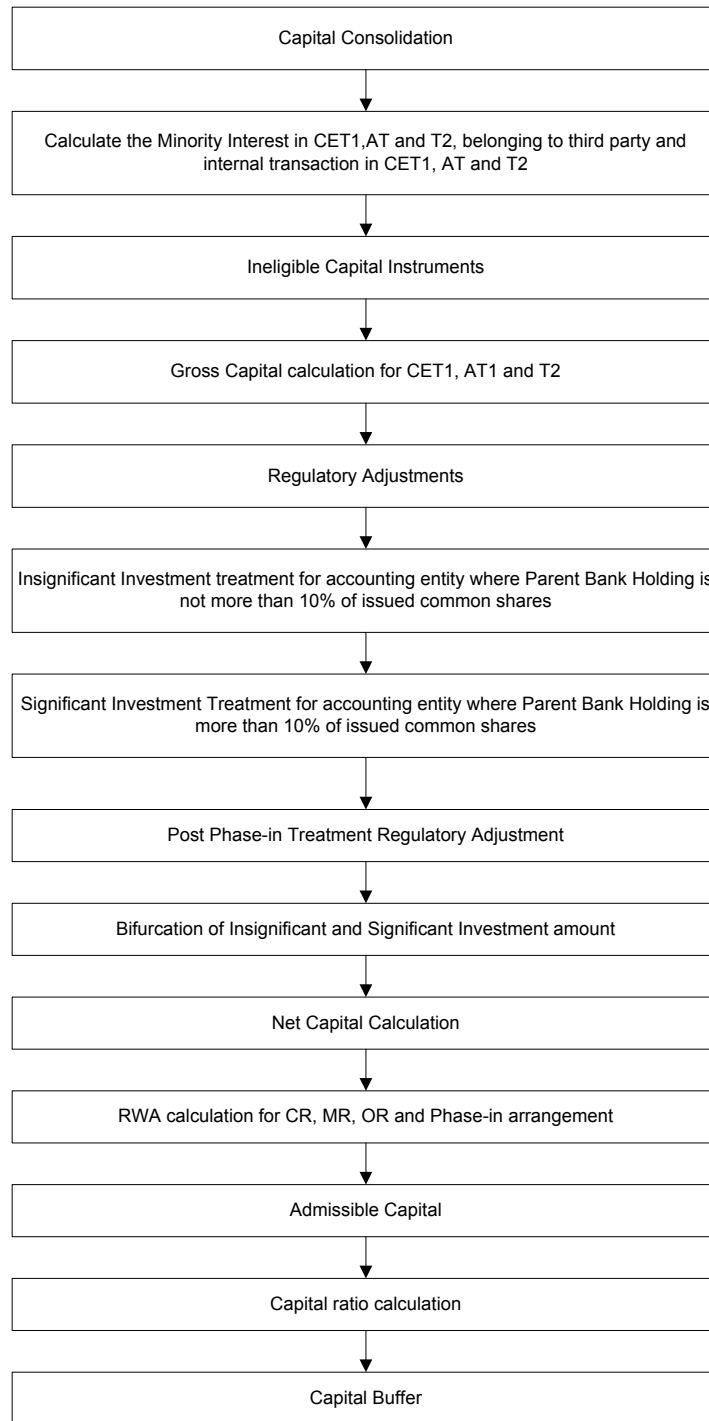 Capital Consolidation
Calculate the Minority Interest in CET1,AT and T2, belonging to third party and
internal transaction in CET1, AT and T2
Ineligible Capital Instruments
Gross Capital calculation for CET1, AT1 and T2
Regulatory Adjustments
Insignificant Investment treatment for accounting entity where Parent Bank Holding is
not more than 10% of issued common shares
Significant Investment Treatment for accounting entity where Parent Bank Holding is
more than 10% of issued common shares
Post Phase-in Treatment Regulatory Adjustment
Bifurcation of Insignificant and Significant Investment amount
Net Capital Calculation
RWA calculation for CR, MR, OR and Phase-in arrangement
Admissible Capital
Capital ratio calculation
Capital Buffer